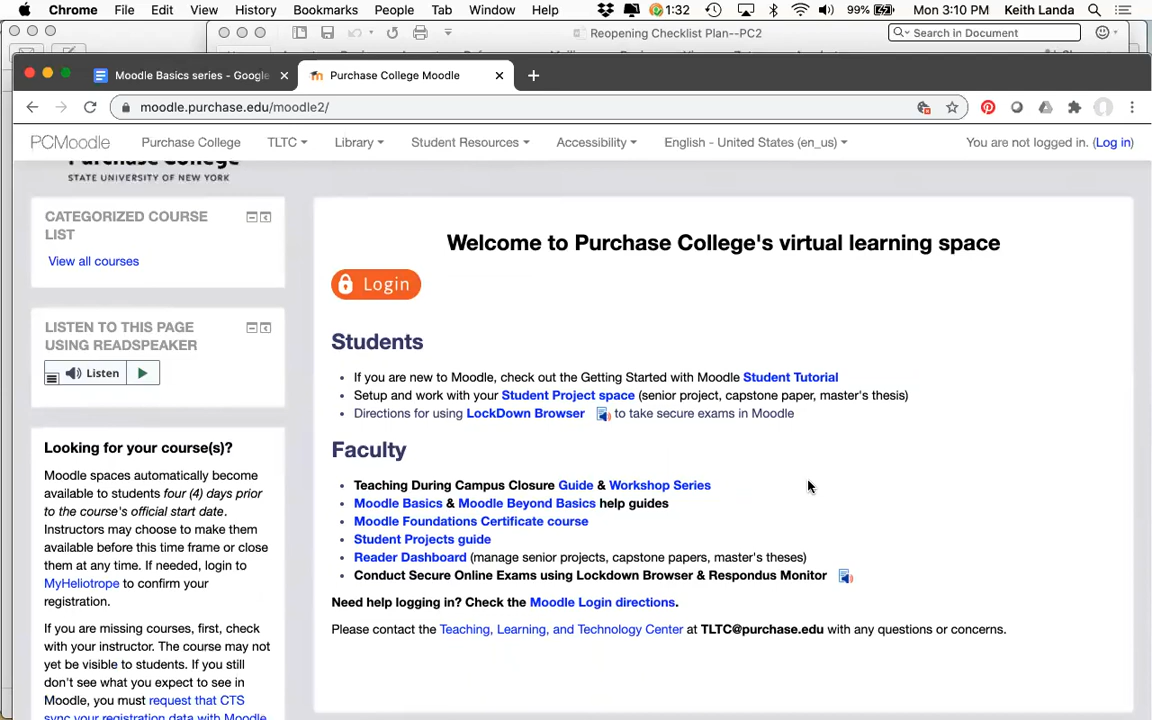 Chrome File Edit View History Bookmarks People Tab Window Help 1:32 99% Mon 3:10 PM Keith Landa
Reopening Checklist Plan--PC2 Search in Document
Moodle Basics series - Google Purchase College Moodle
moodle.purchase.edu/moodle2/
PCMoodle Purchase College TLTC Library Student Resources Accessibility English - United States (en_us) You are not logged in. (Log in)
Purchase College
STATE UNIVERSITY OF NEW YORK
CATEGORIZED COURSE
LIST
View all courses
LISTEN TO THIS PAGE
USING READSPEAKER
Listen
Looking for your course(s)?
Moodle spaces automatically become
available to students four (4) days prior
to the course's official start date.
Instructors may choose to make them
available before this time frame or close
them at any time. If needed, login to
MyHeliotrope to confirm your
registration.
If you are missing courses, first, check
with your instructor. The course may not
yet be visible to students. If you still
don't see what you expect to see in
Moodle, you must request that CTS
sync your registration data with Moodle
Welcome to Purchase College's virtual learning space
Login
Students
• If you are new to Moodle, check out the Getting Started with Moodle Student Tutorial
• Setup and work with your Student Project space (senior project, capstone paper, master's thesis)
• Directions for using LockDown Browser to take secure exams in Moodle
Faculty
• Teaching During Campus Closure Guide & Workshop Series
• Moodle Basics & Moodle Beyond Basics help guides
• Moodle Foundations Certificate course
• Student Projects guide
• Reader Dashboard (manage senior projects, capstone papers, master's theses)
• Conduct Secure Online Exams using Lockdown Browser & Respondus Monitor
Need help logging in? Check the Moodle Login directions.
Please contact the Teaching, Learning, and Technology Center at TLTC@purchase.edu with any questions or concerns.